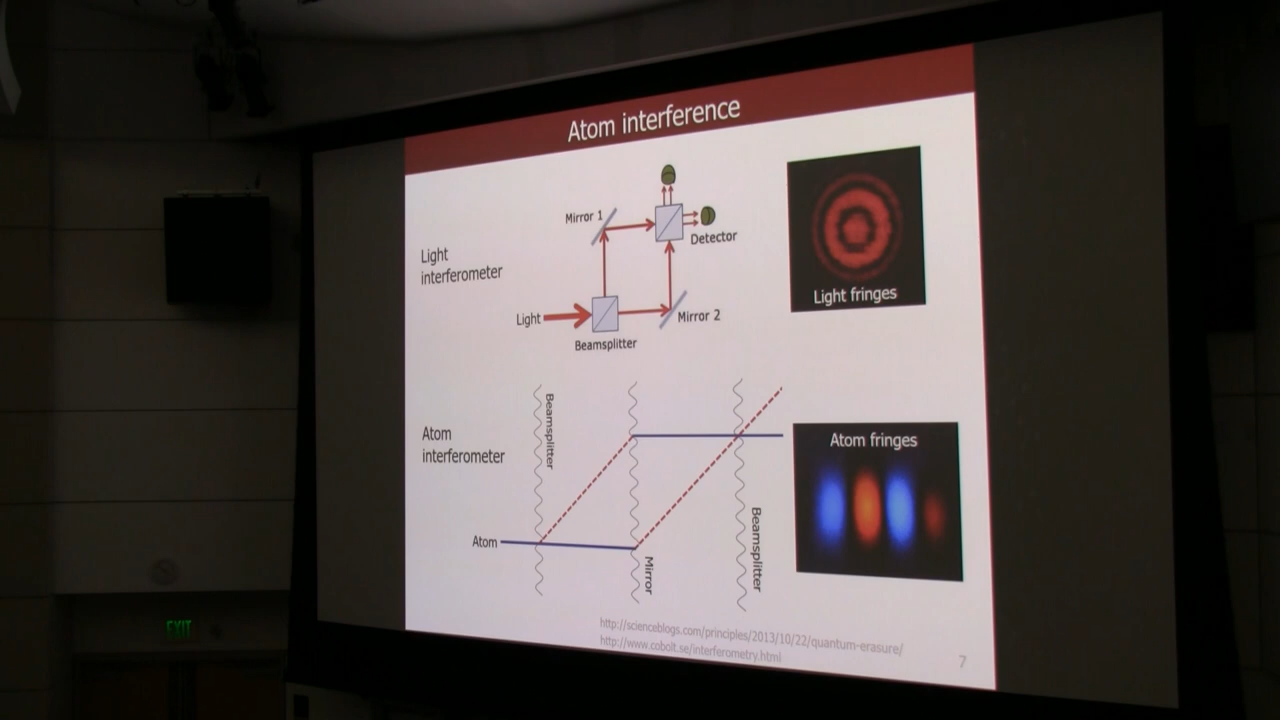 Atom interference
Mirror 1
Detector
Light
interferometer
Light
Mirror 2
Beamsplitter
Light fringes
Beamsplitter
Atom
interferometer
Atom fringes
Atom
Mirror
Beamsplitter
http://scienceblogs.com/principles/2013/10/22/quantum-erasure/
http://www.cobolt.se/interferometry.html
7
EXIT